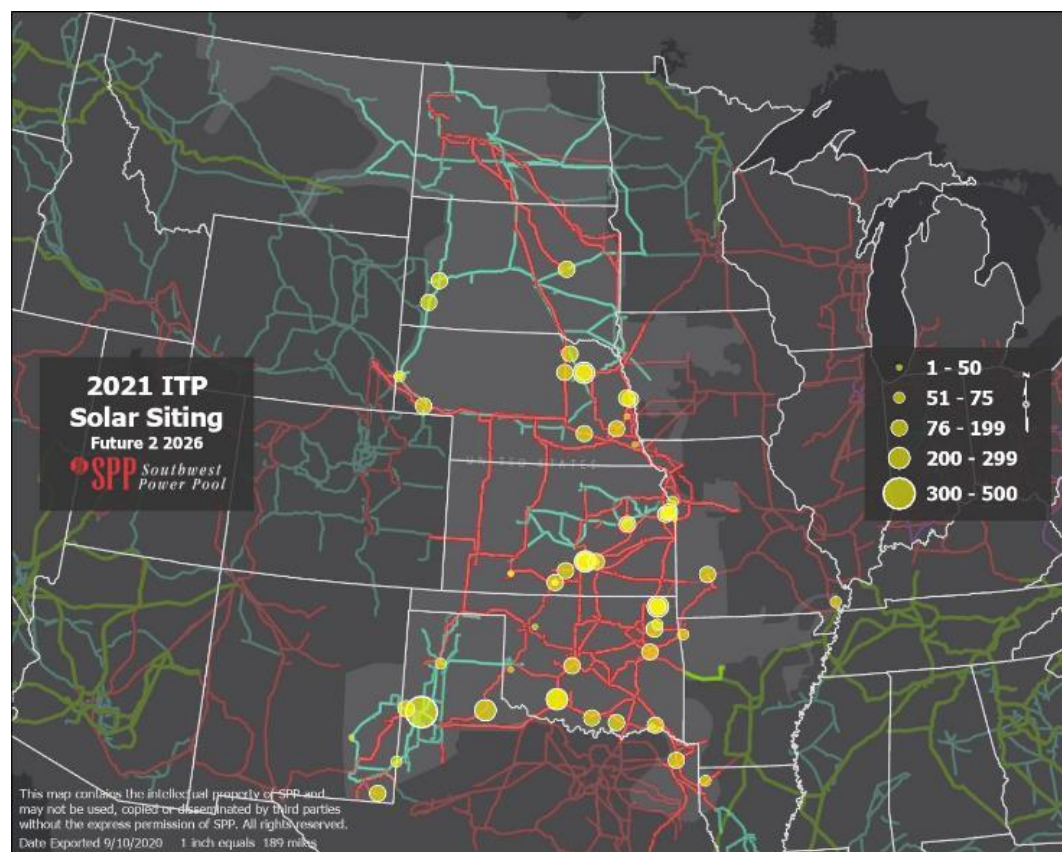 2021 ITP
Solar Siting
Future 2 2026
SPP Southwest
Power Pool
UNITED STATES
1 - 50
51 - 75
76 - 199
200 - 299
300 - 500
N
This map contains the intellectual property of SPP and
may not be used, copied or disseminated by third parties
without the express permission of SPP. All rights reserved.
Date Exported 9/10/2020 1 inch equals 189 miles